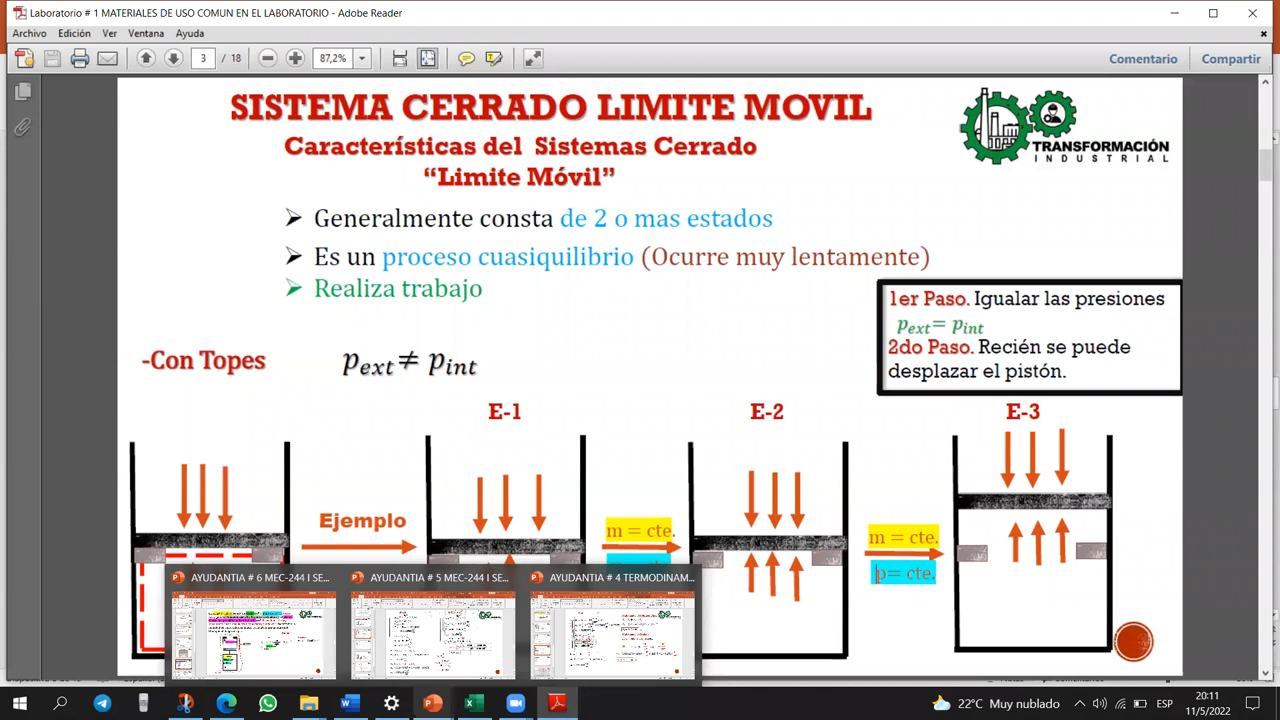 Laboratorio # 1 MATERIALES DE USO COMUN EN EL LABORATORIO - Adobe Reader
Archivo Edición Ver Ventana Ayuda
3 / 18 87,2% Comentario Compartir
SISTEMA CERRADO LIMITE MOVIL
Características del Sistemas Cerrado
“Limite Móvil”
TRANSFORMACIÓN
INDUSTRIAL
➢ Generalmente consta de 2 o mas estados
➢ Es un proceso cuasiquilibrio (Ocurre muy lentamente)
➢ Realiza trabajo
1er Paso. Igualar las presiones
pext= pint
2do Paso. Recién se puede
desplazar el pistón.
-Con Topes pext≠ pint
E-1 E-2 E-3
Ejemplo
m = cte.
m = cte.
p= cte.
AYUDANTIA # 6 MEC-244 I SE... AYUDANTIA # 5 MEC-244 I SE... AYUDANTIA # 4 TERMODINAM...
22°C Muy nublado ESP 20:11
11/5/2022